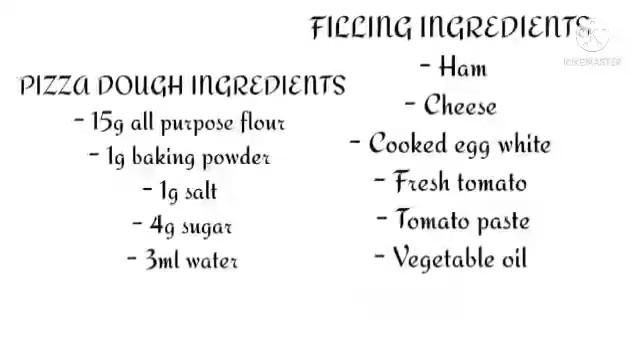 PIZZA DOUGH INGREDIENTS
- 15g all purpose flour
- 1g baking powder
- 1g salt
- 4g sugar
- 3ml water
FILLING INGREDIENTS
- Ham
- Cheese
- Cooked egg white
- Fresh tomato
- Tomato paste
- Vegetable oil
KINEMASTER